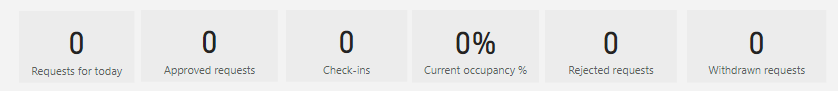 0
Requests for today
0
Approved requests
0
Check-ins
0%
Current occupancy %
0
Rejected requests
0
Withdrawn requests